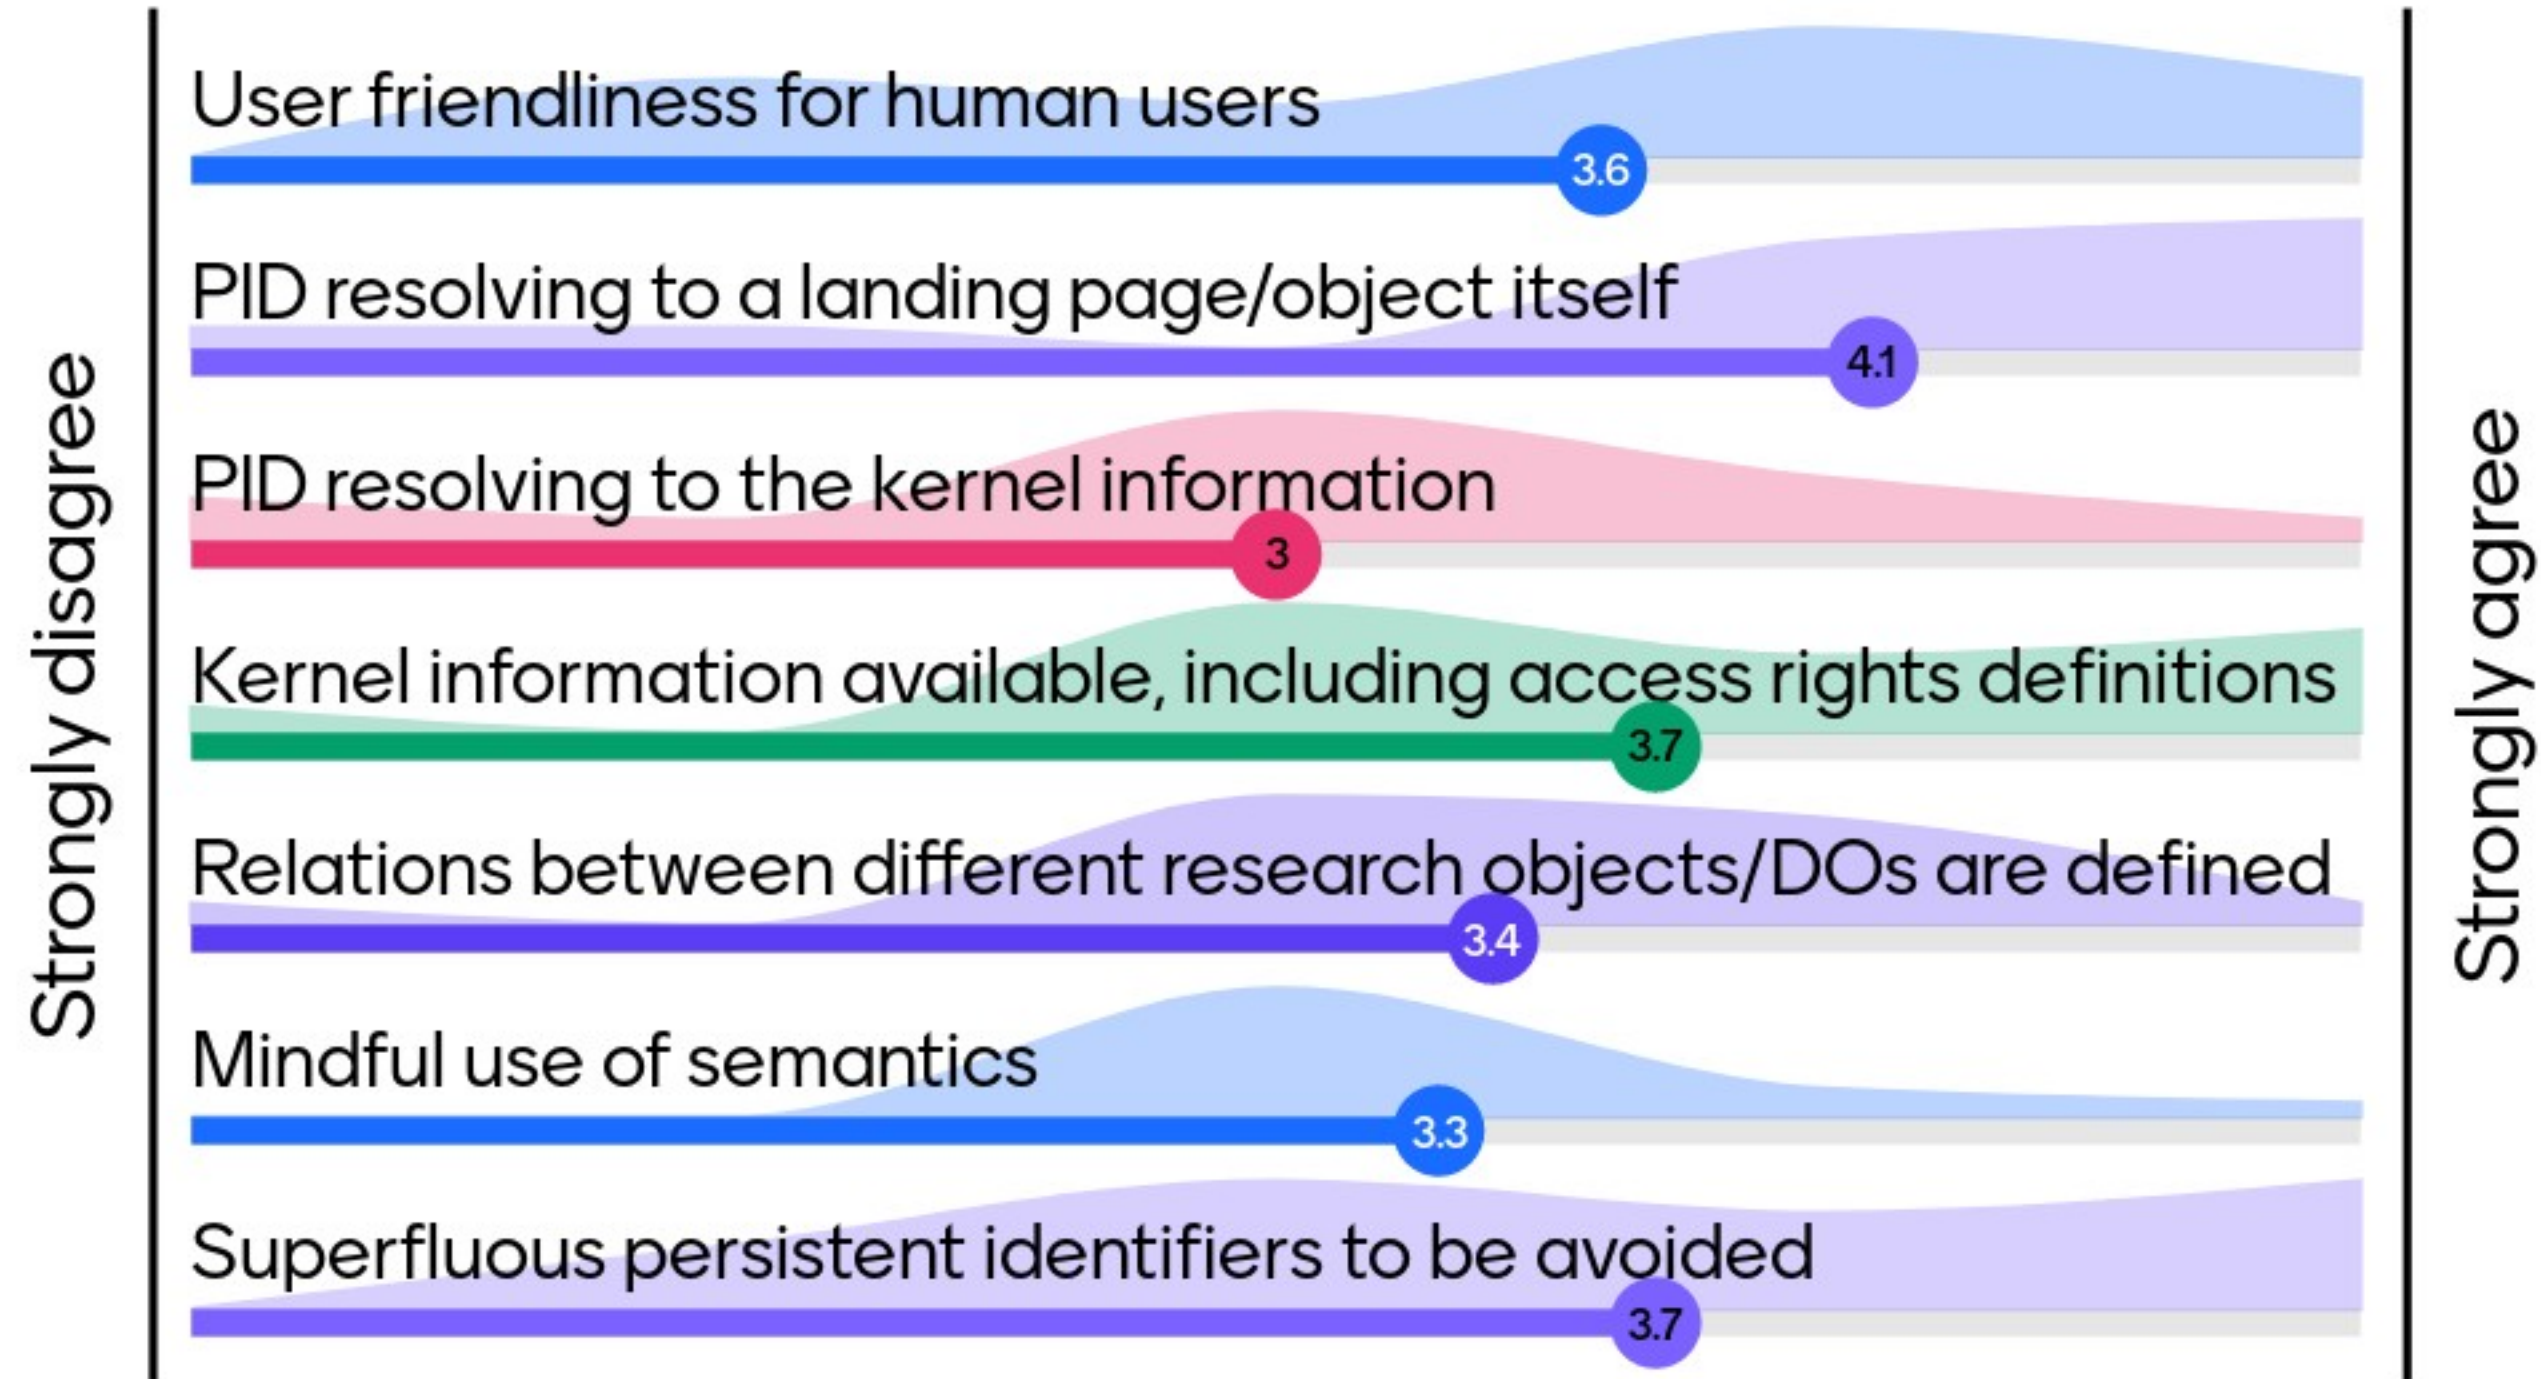 Strongly disagree
User friendliness for human users
3.6
PID resolving to a landing page/object itself
4.1
PID resolving to the kernel information
3
Kernel information available, including access rights definitions
3.7
Relations between different research objects/DOs are defined
3.4
Mindful use of semantics
3.3
Superfluous persistent identifiers to be avoided
3.7
Strongly agree